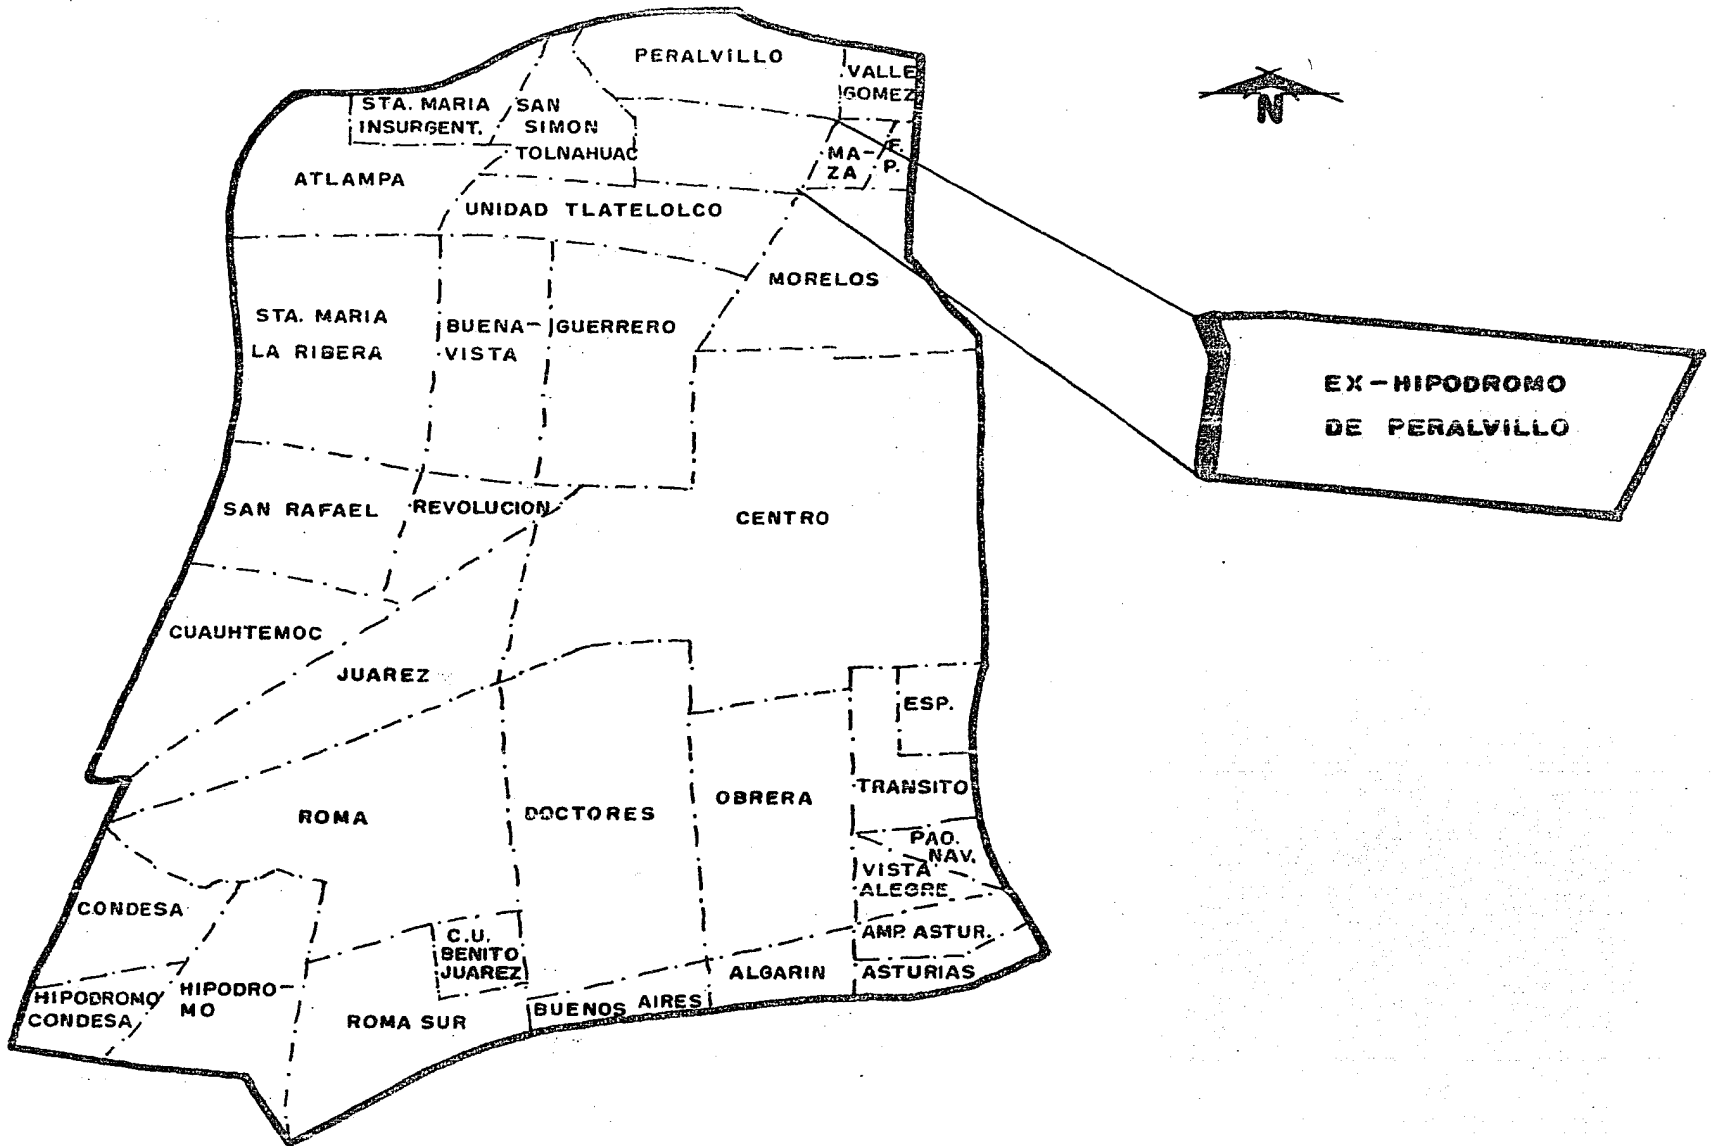 PERALVILLO
VALLE
GOMEZ
STA. MARIA
INSURGENT.
SAN
SIMON
TOLNAHUAC
MA-
ZA
F.
P.
N
ATLAMPA
UNIDAD TLATELOLCO
MORELOS
STA. MARIA
LA RIBERA
BUENA-
VISTA
GUERRERO
EX-HIPODROMO
DE PERALVILLO
SAN RAFAEL
REVOLUCION
CENTRO
CUAUHTEMOC
JUAREZ
ESP.
TRANSITO
ROMA
DOCTORES
OBRERA
PAO.
NAV.
VISTA
ALEGRE
CONDESA
C.U.
BENITO
JUAREZ
AMP. ASTUR.
ALGARIN
ASTURIAS
HIPODROMO
CONDESA
HIPODRO-
MO
ROMA SUR
BUENOS AIRES